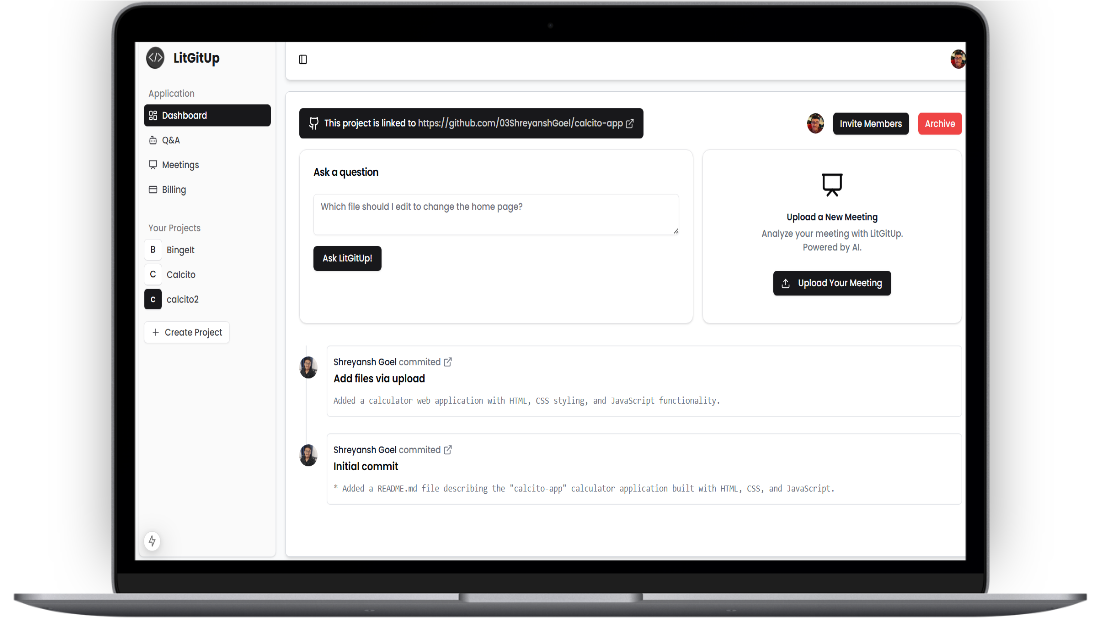 LitGitUp
Application
Dashboard
Q&A
Meetings
Billing
Your Projects
B BingeIt
C Calcito
C calcito2
+ Create Project
This project is linked to https://github.com/03ShreyanshGoel/calcito-app
Invite Members
Archive
Ask a question
Which file should I edit to change the home page?
Ask LitGitUp!
Upload a New Meeting
Analyze your meeting with LitGitUp.
Powered by AI.
Upload Your Meeting
Shreyansh Goel commited
Add files via upload
Added a calculator web application with HTML, CSS styling, and JavaScript functionality.
Shreyansh Goel commited
Initial commit
* Added a README.md file describing the "calcito-app" calculator application built with HTML, CSS, and JavaScript.